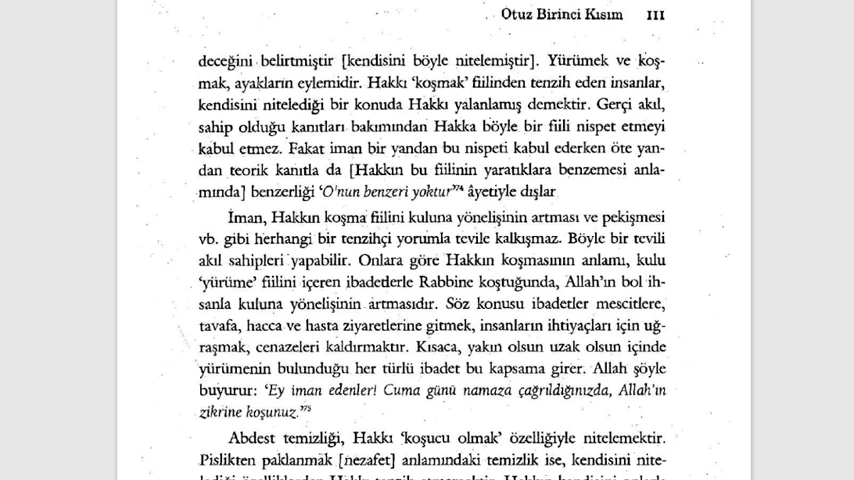 Otuz Birinci Kısım 111
deceğini belirtmiştir [kendisini böyle nitelemiştir]. Yürümek ve koş-
mak, ayakların eylemidir. Hakkı ‘koşmak’ fiilinden tenzih eden insanlar,
kendisini nitelediği bir konuda Hakkı yalanlamış demektir. Gerçi akıl,
sahip olduğu kanıtları bakımından Hakka böyle bir fiili nispet etmeyi
kabul etmez. Fakat iman bir yandan bu nispeti kabul ederken öte yan-
dan teorik kanıtla da [Hakkın bu fiilinin yaratıklara benzemesi anla-
mında] benzerliği ‘O'nun benzeri yoktur’⁷⁴ âyetiyle dışlar
İman, Hakkın koşma fiilini kuluna yönelişinin artması ve pekişmesi
vb. gibi herhangi bir tenzihçi yorumla tevile kalkışmaz. Böyle bir tevili
akıl sahipleri yapabilir. Onlara göre Hakkın koşmasının anlamı, kulu
‘yürüme’ fiilini içeren ibadetlerle Rabbine koştuğunda, Allah'ın bol ih-
sanla kuluna yönelişinin artmasıdır. Söz konusu ibadetler mescitlere,
tavafa, hacca ve hasta ziyaretlerine gitmek, insanların ihtiyaçları için uğ-
raşmak, cenazeleri kaldırmaktır. Kısaca, yakın olsun uzak olsun içinde
yürümenin bulunduğu her türlü ibadet bu kapsama girer. Allah şöyle
buyurur: ‘Ey iman edenler! Cuma günü namaza çağrıldığınızda, Allah'ın
zikrine koşunuz.’⁷⁵
Abdest temizliği, Hakkı ‘koşucu olmak’ özelliğiyle nitelemektir.
Pislikten paklanmak [nezafet] anlamındaki temizlik ise, kendisini nite-